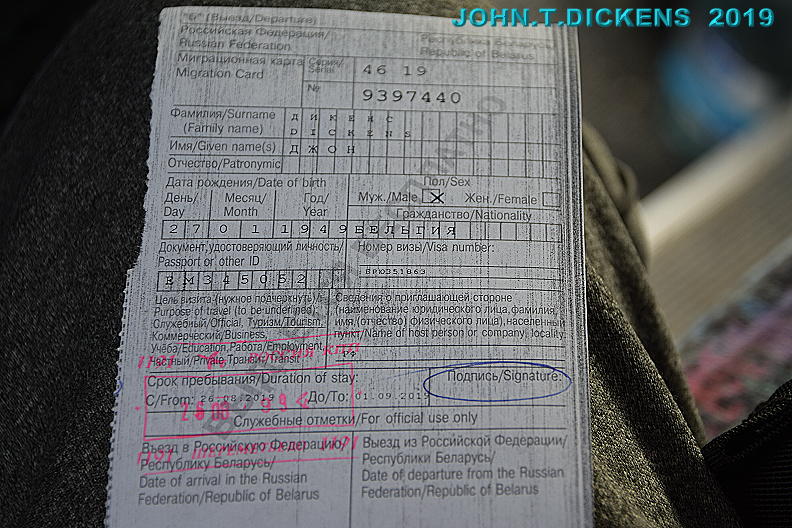 JOHN.T.DICKENS 2019
"Б" (Выезд/Departure)
Российская Федерация/
Russian Federation
Республика Беларусь/
Republic of Belarus
Миграционная карта
Migration Card
Серия/
Serial
46 19
№
9397440
Фамилия/Surname
(Family name)
ДИКЕНС
DICKENS
Имя/Given name(s)
ДЖОН
Отчество/Patronymic
Дата рождения/Date of birth
Пол/Sex
День/
Day
Месяц/
Month
Год/
Year
Муж./Male X Жен./Female
Гражданство/Nationality
27 01 1949
БЕЛЬГИЯ
Документ,удостоверяющий личность/
Passport or other ID
Номер визы/Visa number:
Цель визита (нужное подчеркнуть)/
Purpose of travel (to be underlined):
Служебный/Official, Туризм/Tourism,
Коммерческий/Business,
Учёба/Education, Работа/Employment,
Частный/Private, Транзит/Transit
Сведения о приглашающей стороне
(наименование юридического лица, фамилия,
имя, (отчество) физического лица), населенный
пункт/Name of host person or company, locality:
Срок пребывания/Duration of stay:
С/From: 26.08.2019 До/To: 01.09.2019
Подпись/Signature:
Служебные отметки/For official use only
Въезд в Российскую Федерацию/
Республику Беларусь/
Date of arrival in the Russian
Federation/Republic of Belarus
Выезд из Российской Федерации/
Республики Беларусь/
Date of departure from the Russian
Federation/Republic of Belarus